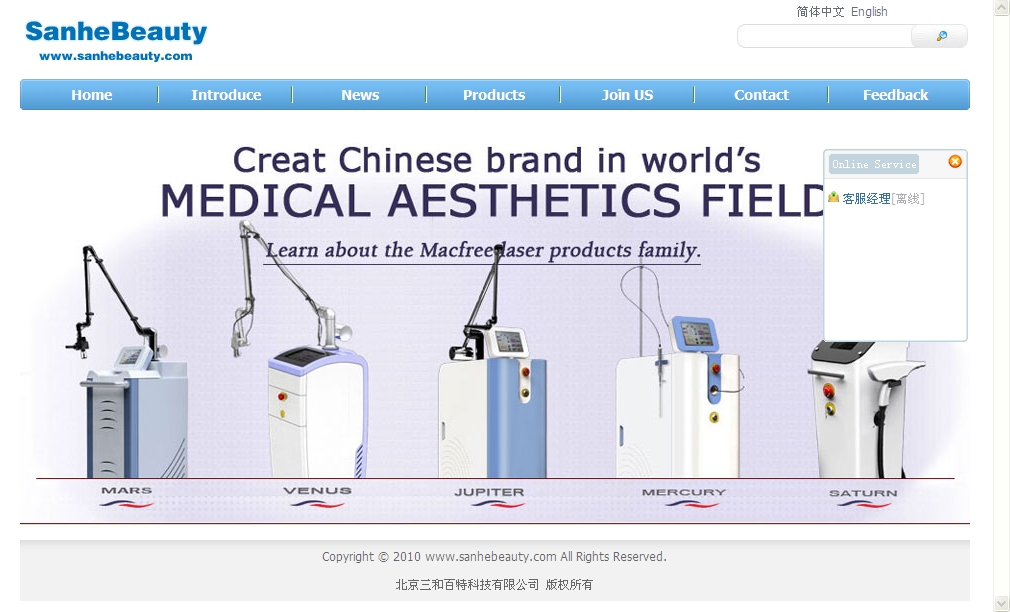 简体中文 English
SanheBeauty
www.sanhebeauty.com
Home Introduce News Products Join US Contact Feedback
Creat Chinese brand in world's
MEDICAL AESTHETICS FIELD
Learn about the Macfree laser products family.
Online Service
客服经理[离线]
MARS VENUS JUPITER MERCURY SATURN
Copyright © 2010 www.sanhebeauty.com All Rights Reserved.
北京三和百特科技有限公司 版权所有